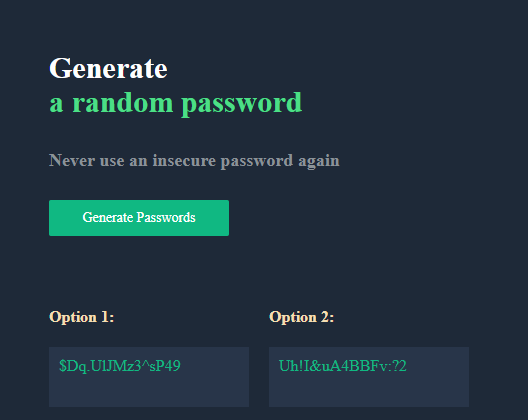 Generate
a random password
Never use an insecure password again
Generate Passwords
Option 1:
Option 2:
$Dq.UlJMz3^sP49
Uh!I&uA4BBFv:?2